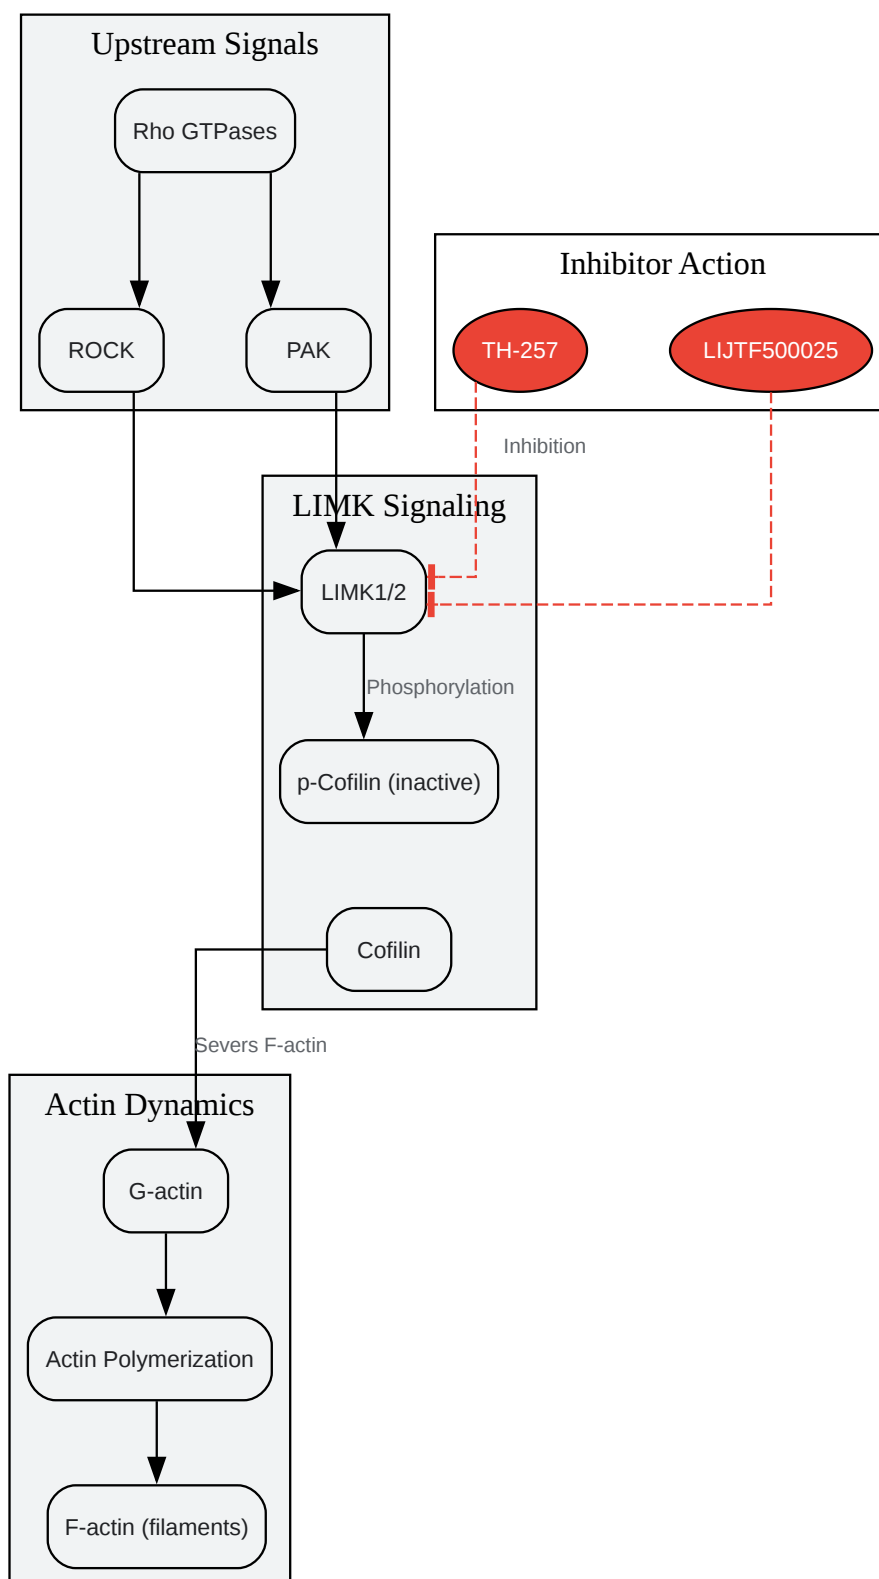 Upstream Signals
Rho GTPases
ROCK
PAK
Inhibitor Action
TH-257
LIJTF500025
Inhibition
LIMK Signaling
LIMK1/2
Phosphorylation
p-Cofilin (inactive)
Cofilin
Severs F-actin
Actin Dynamics
G-actin
Actin Polymerization
F-actin (filaments)